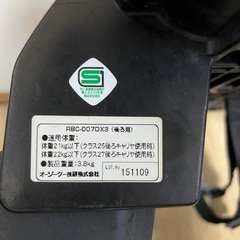 RBC-007DX3（後ろ用）
●適用体重：
体重21kg以下（クラス25後ろキャリヤ使用時）
体重22kg以下（クラス27後ろキャリヤ使用時）
●製品重量：3.8kg
オージーケー技研株式会社
LOT.No
151109